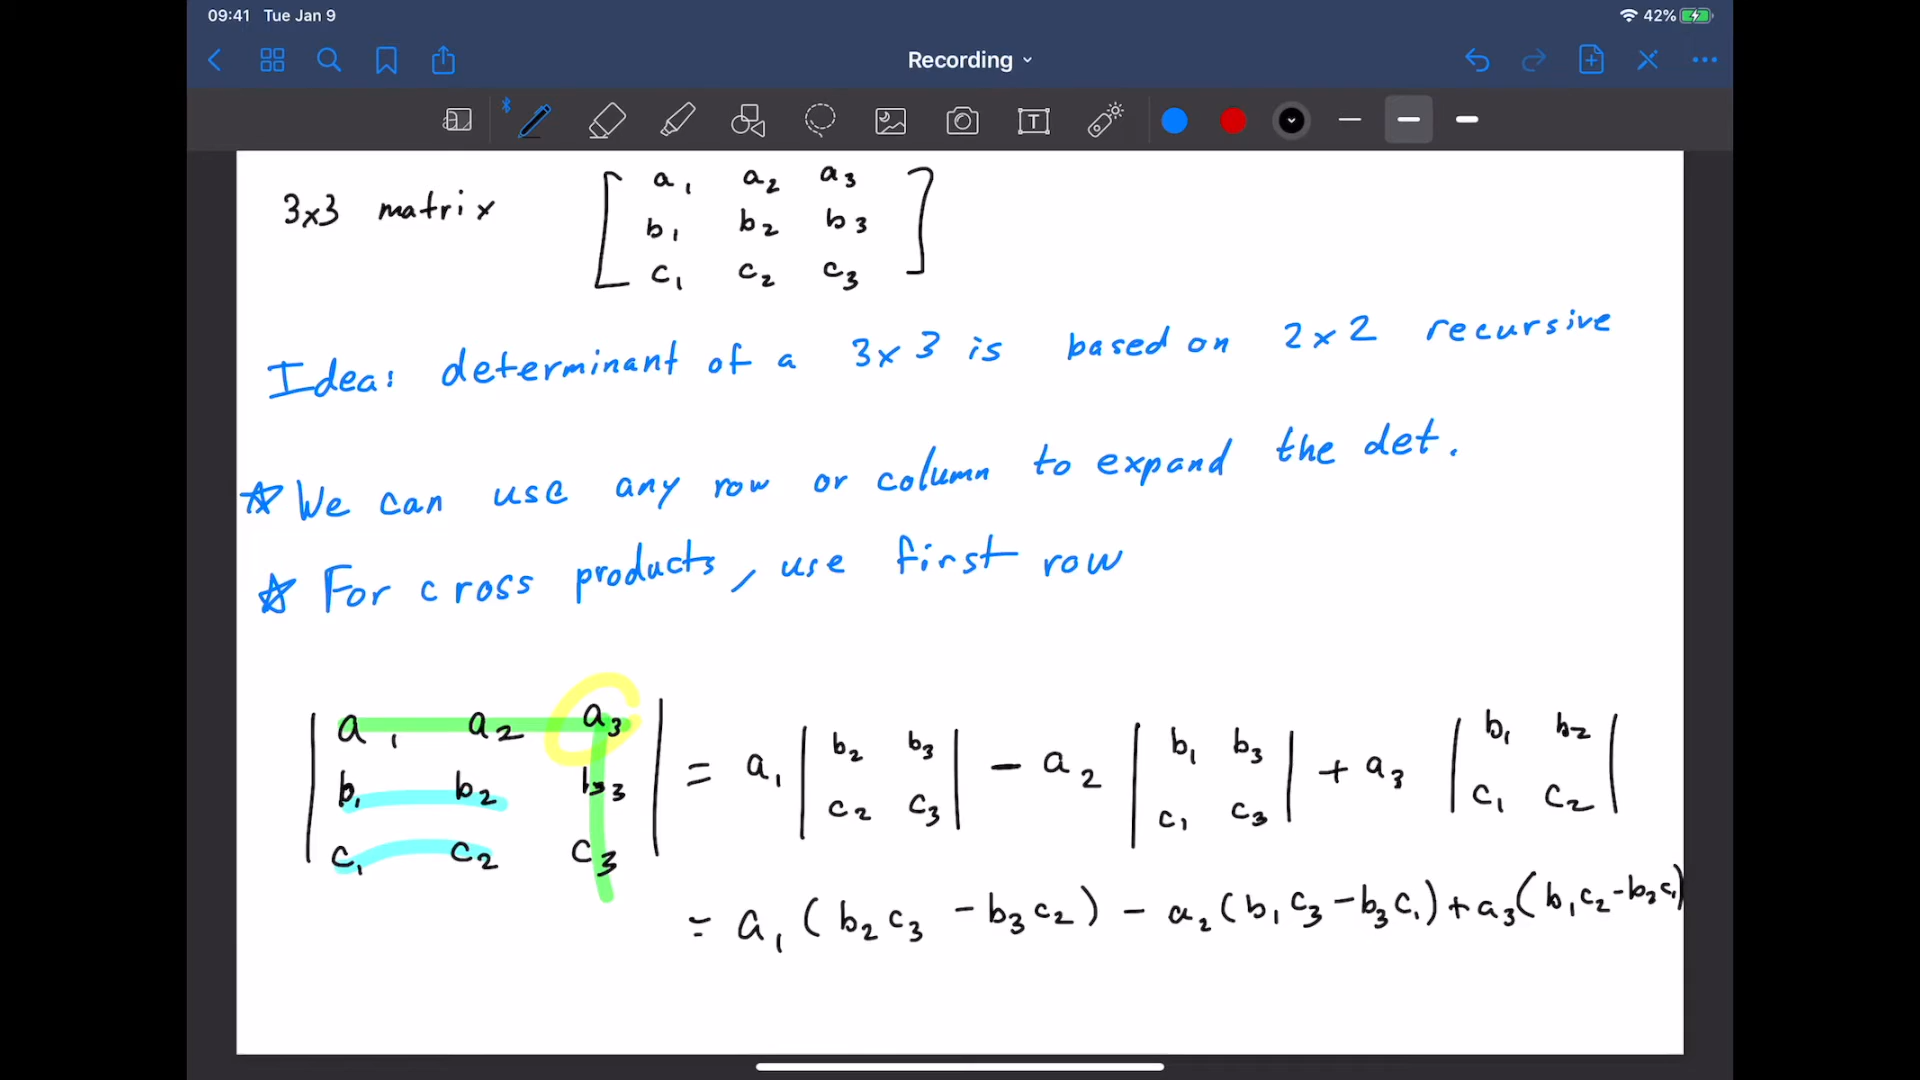 09:41 Tue Jan 9
42%
Recording
T
3x3 matrix
a₁ a₂ a₃
b₁ b₂ b₃
c₁ c₂ c₃
Idea: determinant of a 3x3 is based on 2x2 recursive
☆ We can use any row or column to expand the det.
☆ For cross products, use first row
|a₁ a₂ a₃; b₁ b₂ b₃; c₁ c₂ c₃| = a₁ |b₂ b₃; c₂ c₃| - a₂ |b₁ b₃; c₁ c₃| + a₃ |b₁ b₂; c₁ c₂|
= a₁ (b₂c₃ - b₃c₂) - a₂(b₁c₃ - b₃c₁) + a₃(b₁c₂ - b₂c₁)